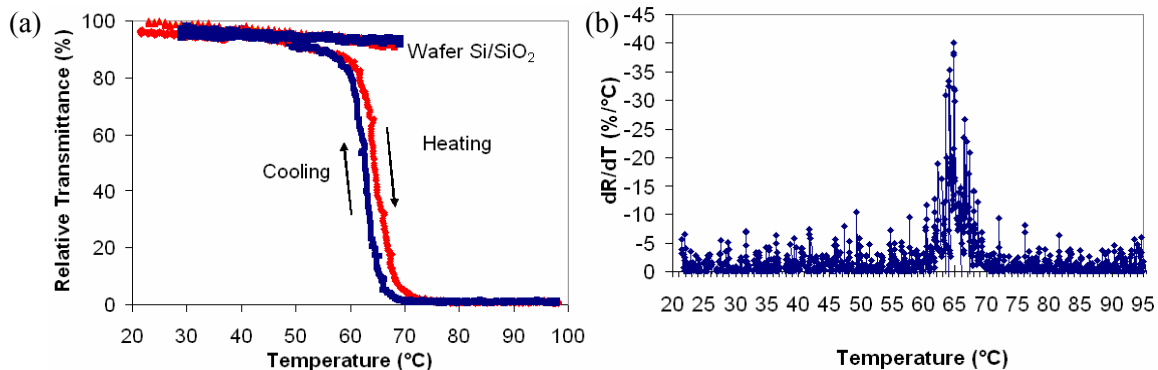 (a)
Relative Transmittance (%)
100
80
60
40
20
0
Wafer Si/SiO₂
Heating
Cooling
20 30 40 50 60 70 80 90 100
Temperature (°C)
(b)
dR/dT (%/°C)
-45
-40
-35
-30
-25
-20
-15
-10
-5
0
20 25 30 35 40 45 50 55 60 65 70 75 80 85 90 95
Temperature (°C)